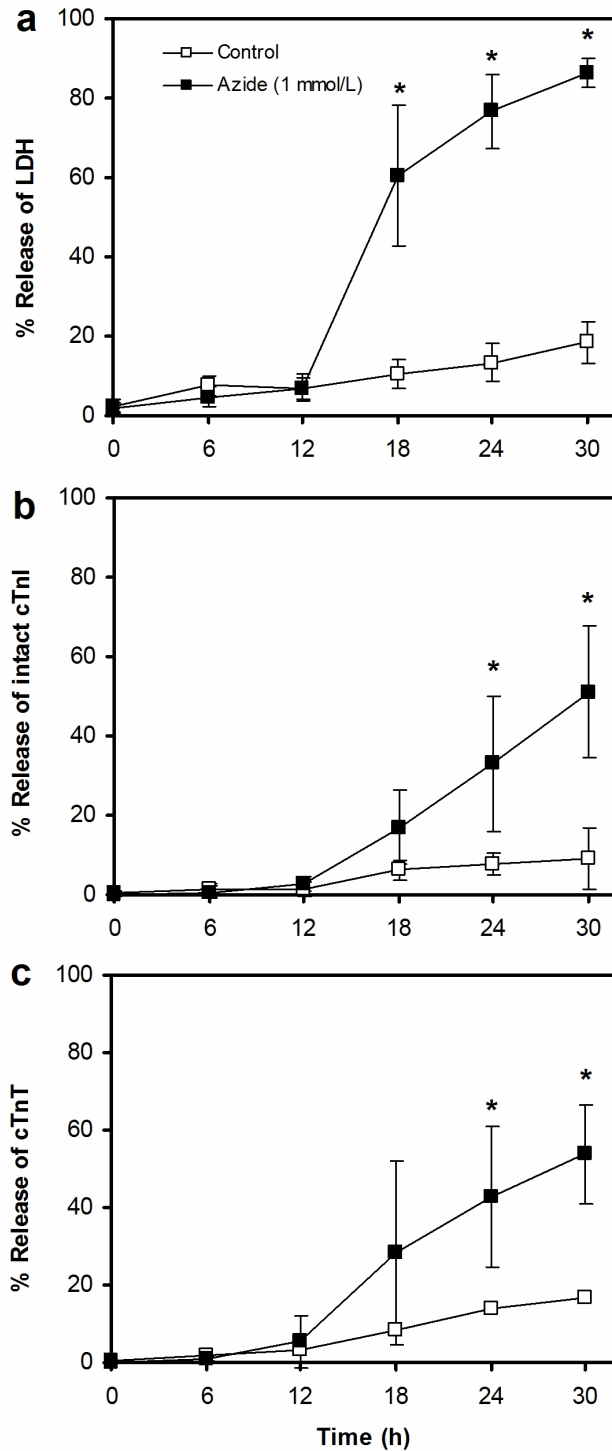 a
100
80
60
40
20
0
% Release of LDH
Control
Azide (1 mmol/L)
*
*
*
0 6 12 18 24 30
b
100
80
60
40
20
0
% Release of intact cTnI
*
*
0 6 12 18 24 30
c
100
80
60
40
20
0
% Release of cTnT
*
*
0 6 12 18 24 30
Time (h)